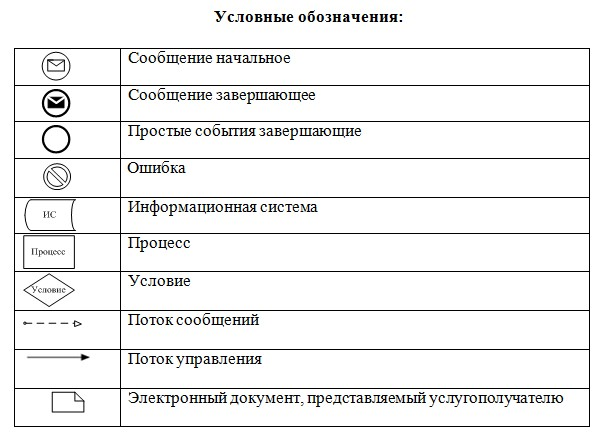 Условные обозначения:
Сообщение начальное
Сообщение завершающее
Простые события завершающие
Ошибка
ИС
Информационная система
Процесс
Процесс
Условие
Условие
Поток сообщений
Поток управления
Электронный документ, представляемый услугополучателю